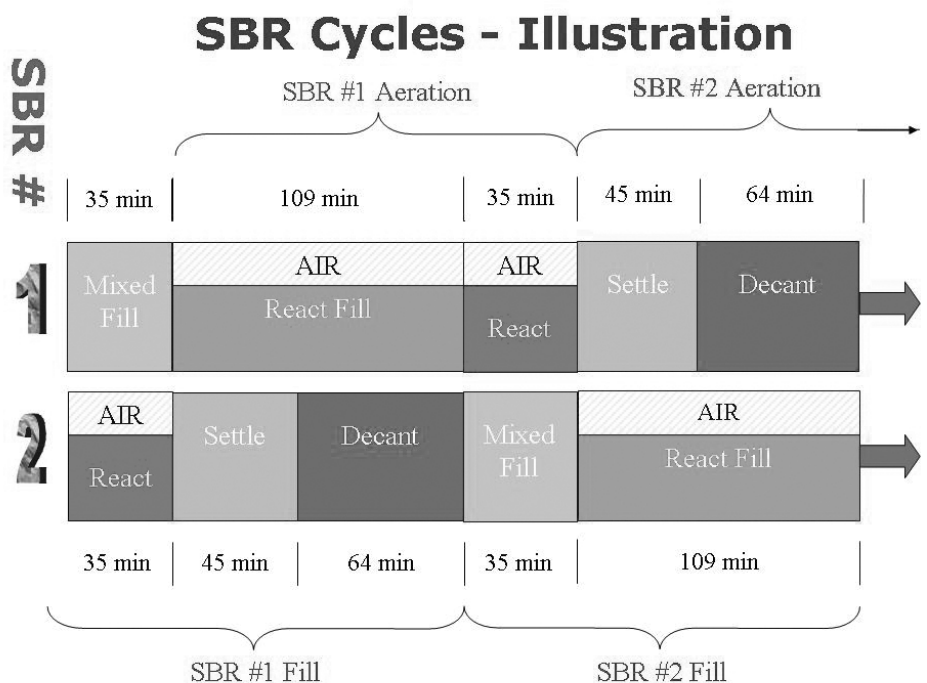 SBR Cycles - Illustration
SBR #
SBR #1 Aeration
SBR #2 Aeration
35 min
109 min
35 min
45 min
64 min
1
Mixed
Fill
AIR
React Fill
AIR
React
Settle
Decant
2
AIR
React
Settle
Decant
Mixed
Fill
AIR
React Fill
35 min
45 min
64 min
35 min
109 min
SBR #1 Fill
SBR #2 Fill